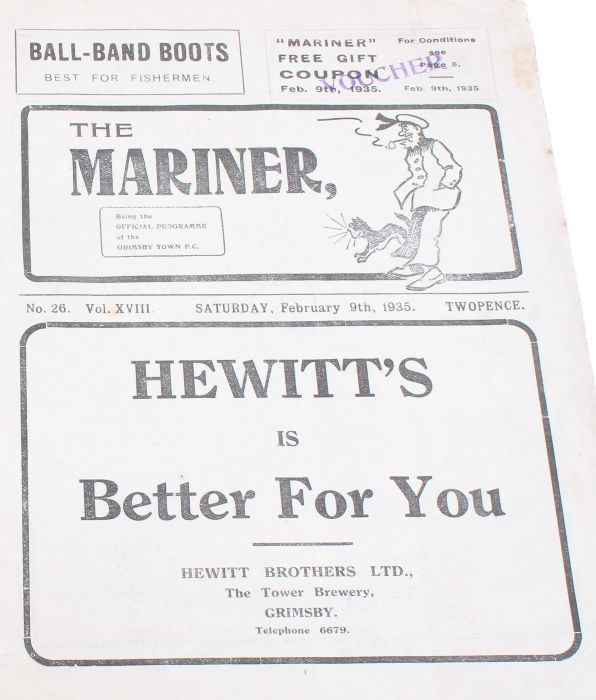 BALL-BAND BOOTS
BEST FOR FISHERMEN.
"MARINER"
FREE GIFT
COUPON
Feb. 9th, 1935.
For Conditions
see
Page 6.
Feb 9th, 1935
VOUCHER
THE
MARINER,
Being the
OFFICIAL PROGRAMME
of the
GRIMSBY TOWN F.C.
No. 26. Vol. XVIII. SATURDAY, February 9th, 1935. TWOPENCE.
HEWITT'S
IS
Better For You
HEWITT BROTHERS LTD.,
The Tower Brewery,
GRIMSBY.
Telephone 6679.
1